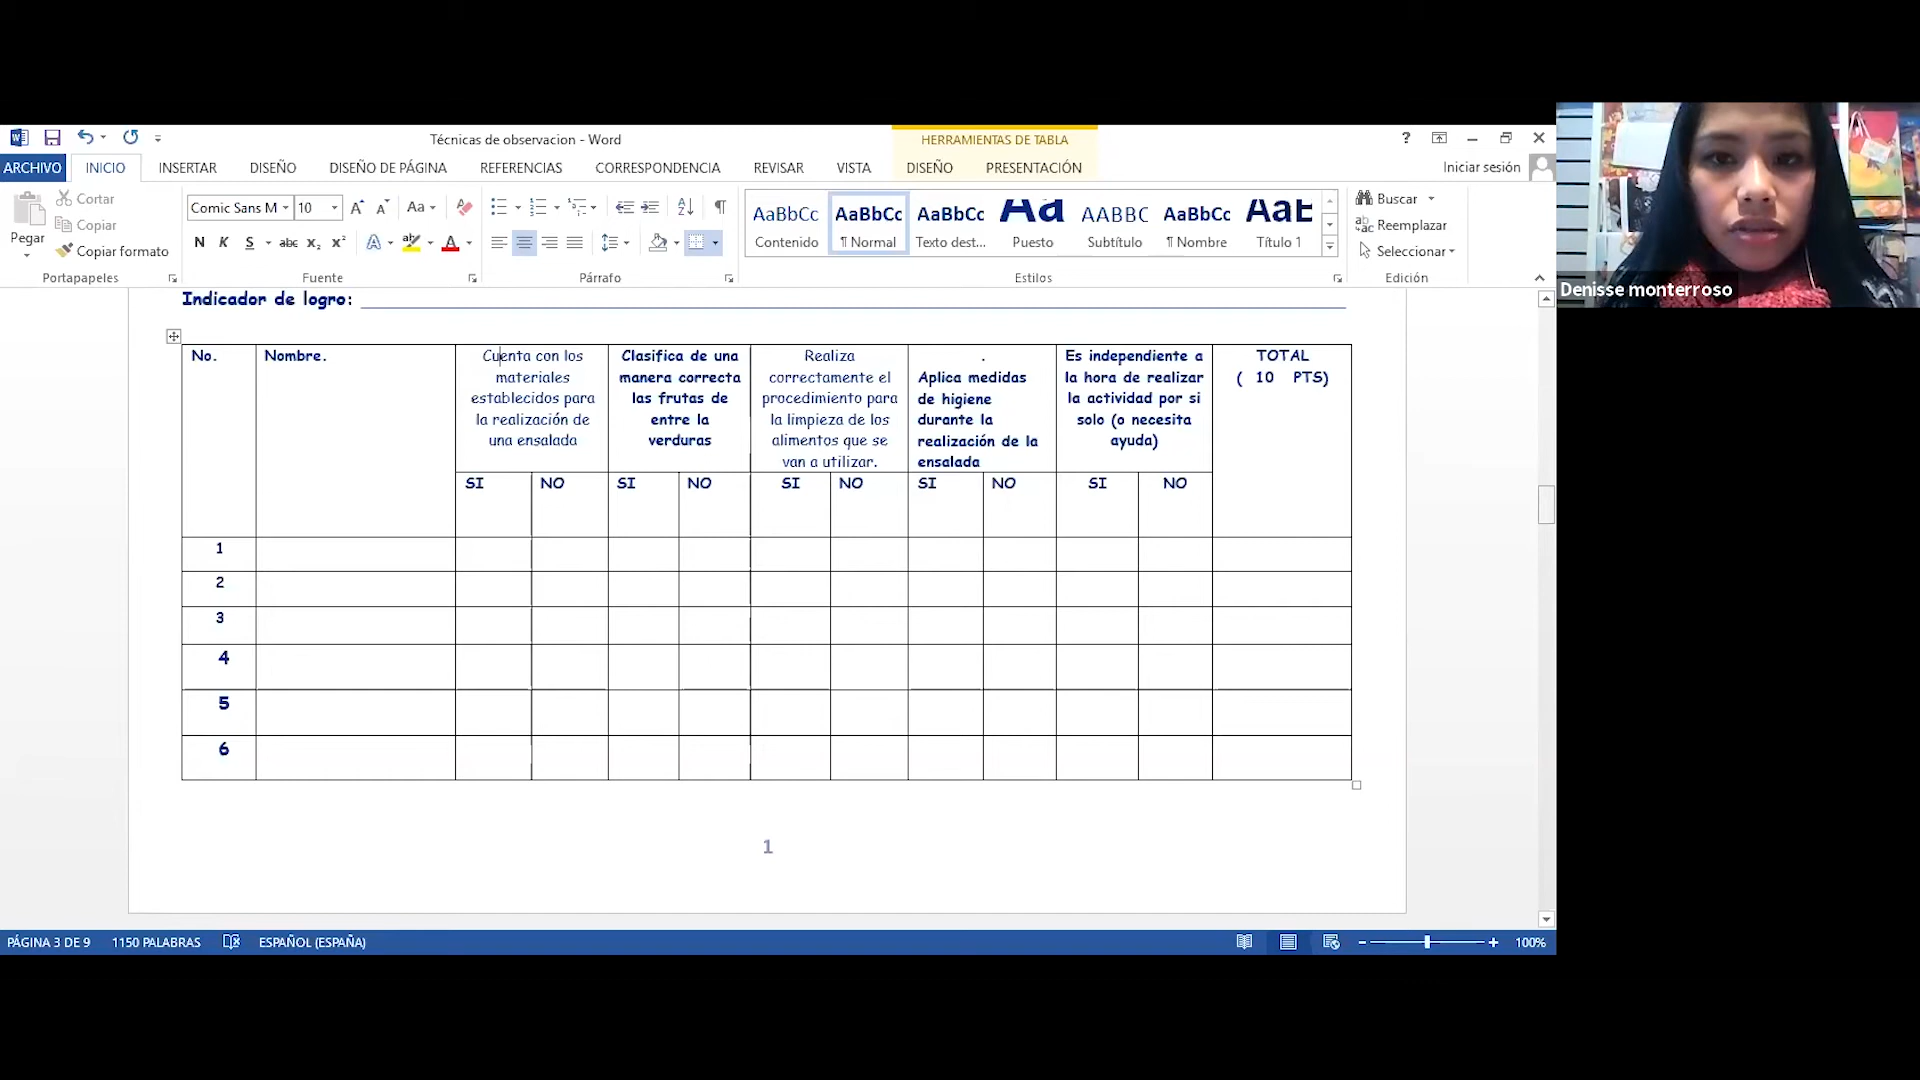 Técnicas de observacion - Word
HERRAMIENTAS DE TABLA
?
ARCHIVO INICIO INSERTAR DISEÑO DISEÑO DE PÁGINA REFERENCIAS CORRESPONDENCIA REVISAR VISTA DISEÑO PRESENTACIÓN Iniciar sesión
Pegar
Cortar
Copiar
Copiar formato
Portapapeles
Comic Sans M 10
N K S abc x₂ x²
Fuente
Párrafo
AaBbCc Contenido
AaBbCc ¶ Normal
AaBbCc Texto dest...
Aa Puesto
AABBC Subtítulo
AaBbCc ¶ Nombre
AaB Título 1
Estilos
Buscar
Reemplazar
Seleccionar
Edición
Denisse monterroso
Indicador de logro:
No.
Nombre.
Cuenta con los
materiales
establecidos para
la realización de
una ensalada
Clasifica de una
manera correcta
las frutas de
entre la
verduras
Realiza
correctamente el
procedimiento para
la limpieza de los
alimentos que se
van a utilizar.
.
Aplica medidas
de higiene
durante la
realización de la
ensalada
Es independiente a
la hora de realizar
la actividad por si
solo (o necesita
ayuda)
TOTAL
( 10 PTS)
SI NO SI NO SI NO SI NO SI NO
1
2
3
4
5
6
1
PÁGINA 3 DE 9 1150 PALABRAS ESPAÑOL (ESPAÑA) 100%